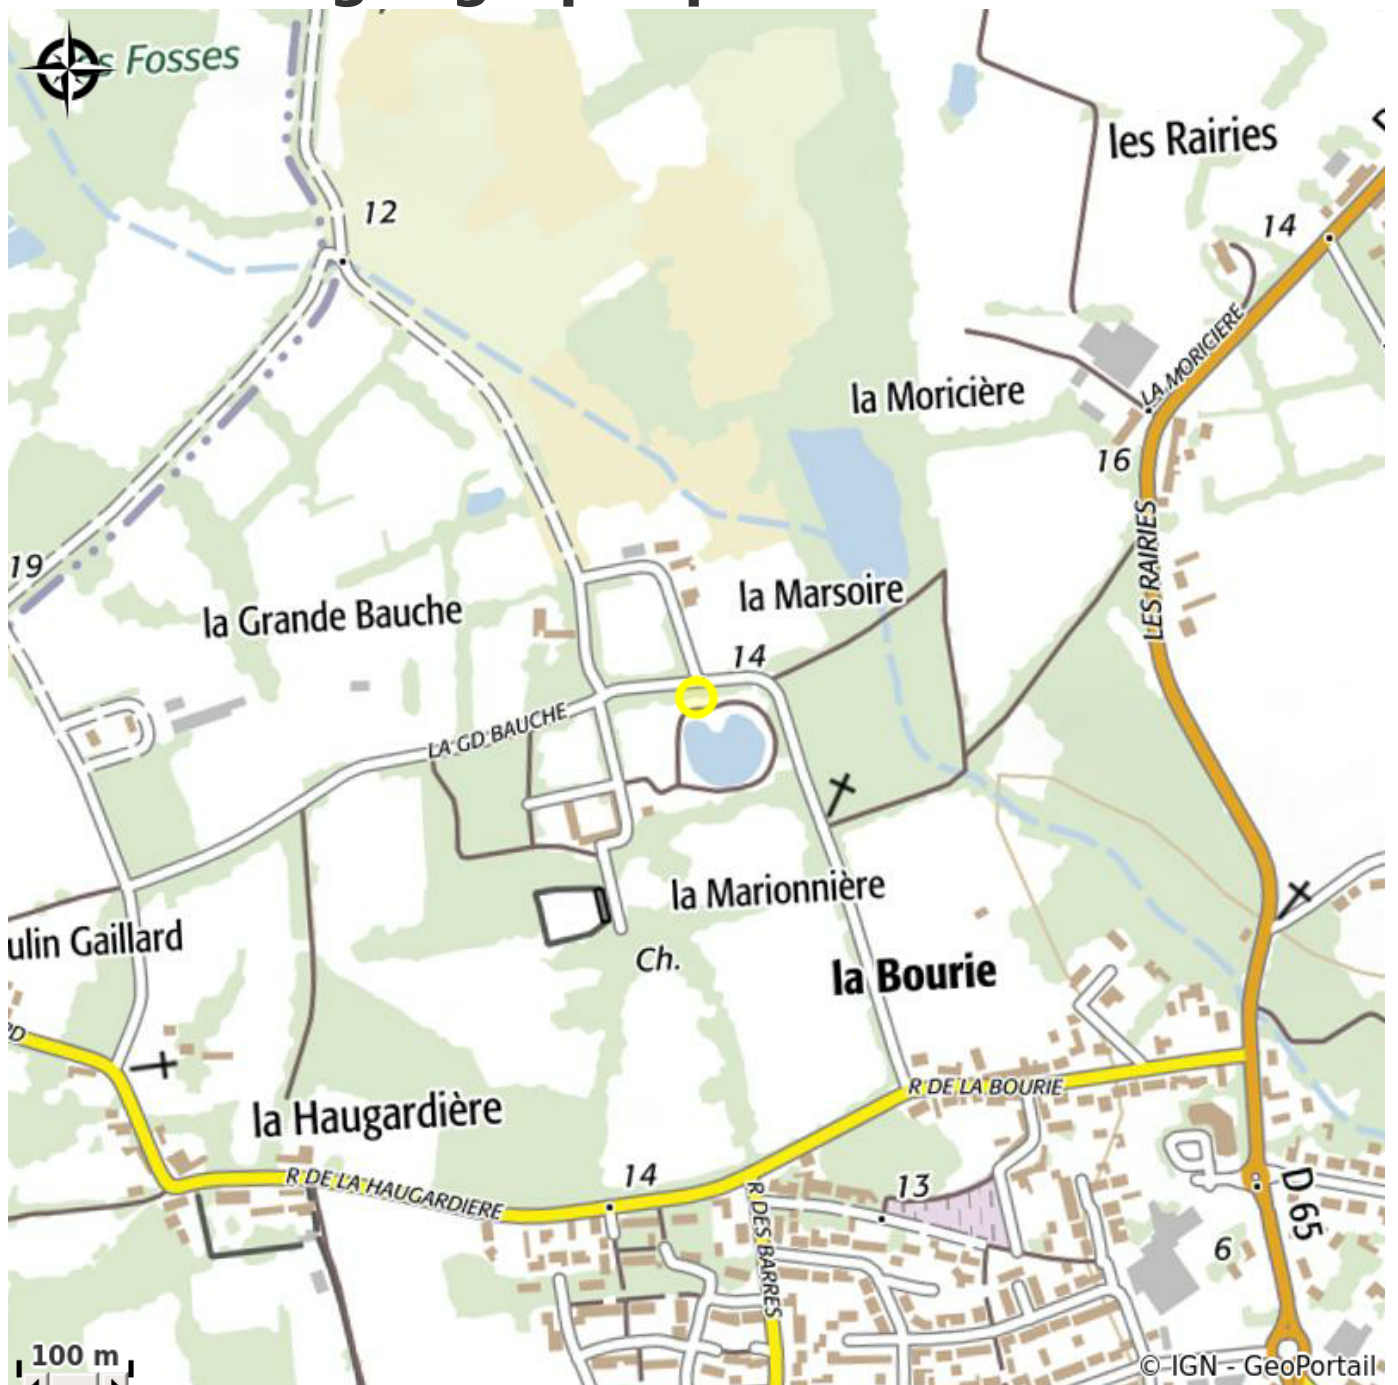 Fosses
les Rairies
12
14
LA MORICIERE
la Moricière
16
LES RAIRIES
19
la Grande Bauche
la Marsoire
14
LA GD BAUCHE
la Marionnière
ulin Gaillard
Ch.
la Bourie
R DE LA BOURIE
la Haugardière
R DE LA HAUGARDIERE
14
13
R DES BARRES
D 65
6
100 m
© IGN - GeoPortail